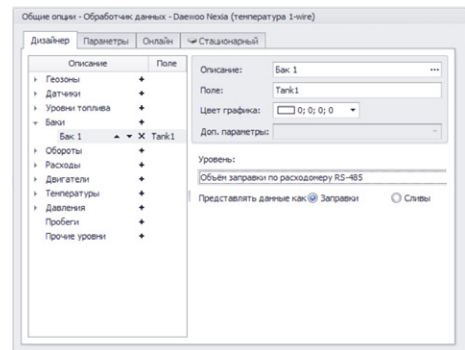 Общие опции - Обработчик данных - Daewoo Nexia (температура 1-wire)
Дизайнер Параметры Онлайн Стационарный
Описание Поле
Геозоны
Датчики
Уровни топлива
Баки
Бак 1 Tank1
Обороты
Расходы
Двигатели
Температуры
Давления
Пробеги
Прочие уровни
Описание: Бак 1 ...
Поле: Tank1
Цвет графика: 0; 0; 0; 0
Доп. параметры:
Уровень:
Объём заправки по расходомеру RS-485
Представлять данные как Заправки Сливы